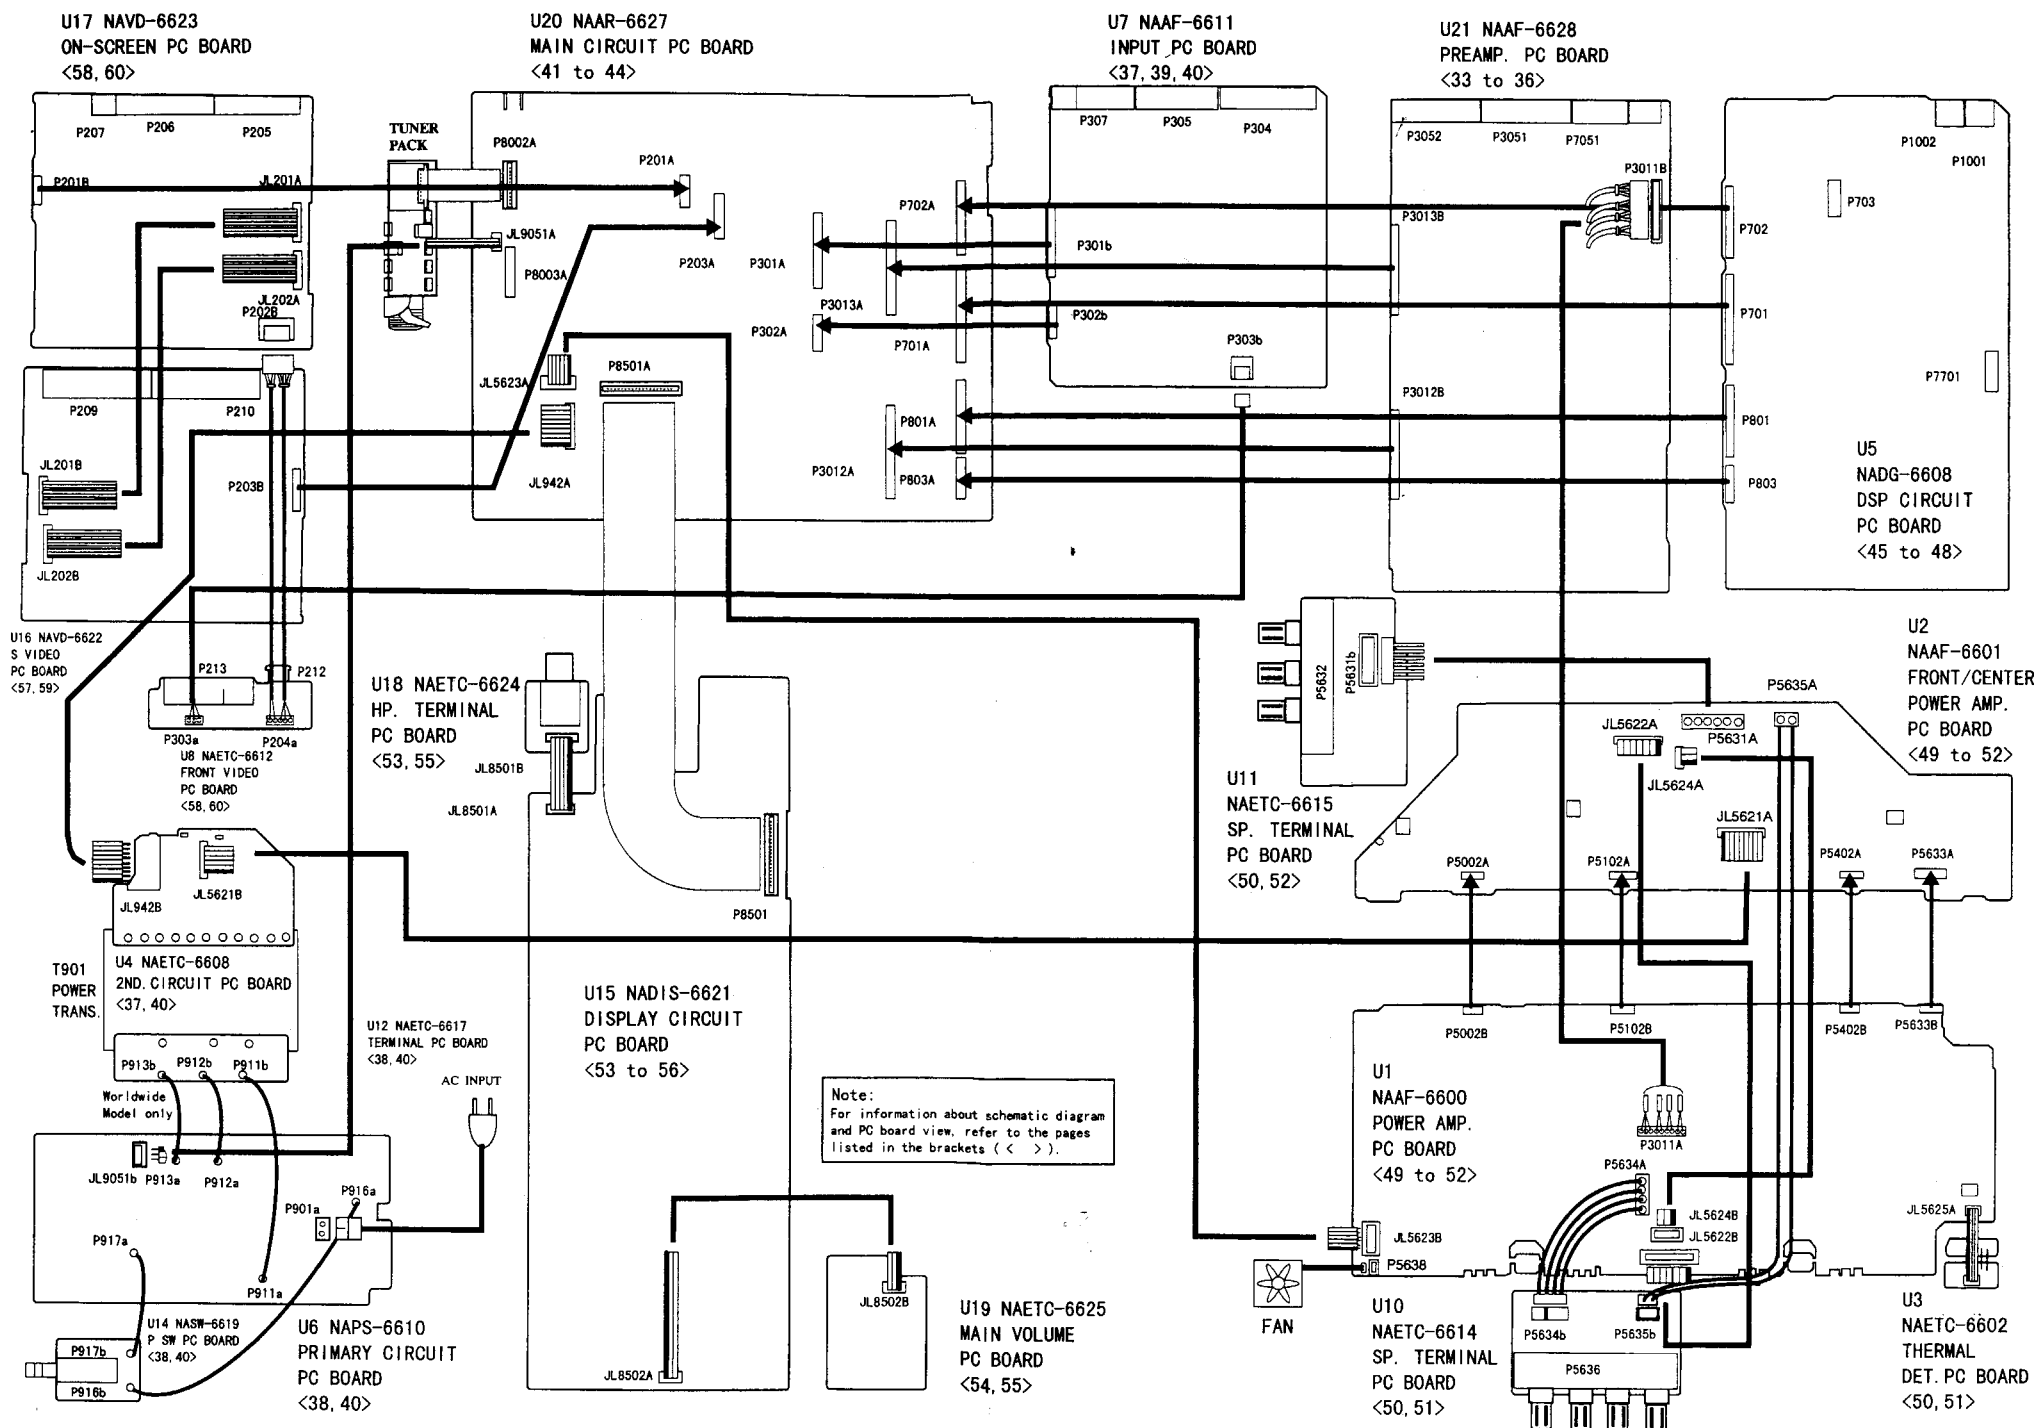 U17 NAVD-6623
ON-SCREEN PC BOARD
<58, 60>
U20 NAAR-6627
MAIN CIRCUIT PC BOARD
<41 to 44>
U7 NAAF-6611
INPUT PC BOARD
<37, 39, 40>
U21 NAAF-6628
PREAMP. PC BOARD
<33 to 36>
P207
P206
P205
TUNER
PACK
P8002A
P201A
P307
P305
P304
P3052
P3051
P7051
P1002
P1001
P201B
JL201A
P702A
P3011B
P3013B
P703
P702
JL9051A
P8003A
P203A
P301A
P301b
JL202A
P202B
P3013A
P302A
P302b
P701A
P701
P303b
JL5623A
P8501A
P7701
P209
P210
P3012B
P801A
P801
U5
NADG-6608
DSP CIRCUIT
PC BOARD
<45 to 48>
JL201B
P203B
JL942A
P3012A
P803A
P803
JL202B
U16 NAVD-6622
S VIDEO
PC BOARD
<57, 59>
P213
P212
P303a
P204a
U8 NAETC-6612
FRONT VIDEO
PC BOARD
<58, 60>
U18 NAETC-6624
HP. TERMINAL
PC BOARD
<53, 55>
JL8501B
JL8501A
P5632
P5631b
U11
NAETC-6615
SP. TERMINAL
PC BOARD
<50, 52>
P5635A
JL5622A
P5631A
JL5624A
U2
NAAF-6601
FRONT/CENTER
POWER AMP.
PC BOARD
<49 to 52>
JL5621A
P5002A
P5102A
P5402A
P5633A
JL942B
JL5621B
P8501
T901
POWER
TRANS.
U4 NAETC-6608
2ND. CIRCUIT PC BOARD
<37, 40>
U15 NADIS-6621
DISPLAY CIRCUIT
PC BOARD
<53 to 56>
U12 NAETC-6617
TERMINAL PC BOARD
<38, 40>
AC INPUT
P5002B
P5102B
P5402B
P5633B
P913b
P912b
P911b
Worldwide
Model only
Note:
For information about schematic diagram
and PC board view, refer to the pages
listed in the brackets ( < > ).
U1
NAAF-6600
POWER AMP.
PC BOARD
<49 to 52>
P3011A
P5634A
JL9051b
P913a
P912a
P916a
P901a
P917a
P911a
JL5624B
JL5622B
JL5625A
JL5623B
P5638
FAN
U14 NASW-6619
P SW PC BOARD
<38, 40>
P917b
P916b
U6 NAPS-6610
PRIMARY CIRCUIT
PC BOARD
<38, 40>
JL8502A
JL8502B
U19 NAETC-6625
MAIN VOLUME
PC BOARD
<54, 55>
U10
NAETC-6614
SP. TERMINAL
PC BOARD
<50, 51>
P5634b
P5635b
P5636
U3
NAETC-6602
THERMAL
DET. PC BOARD
<50, 51>